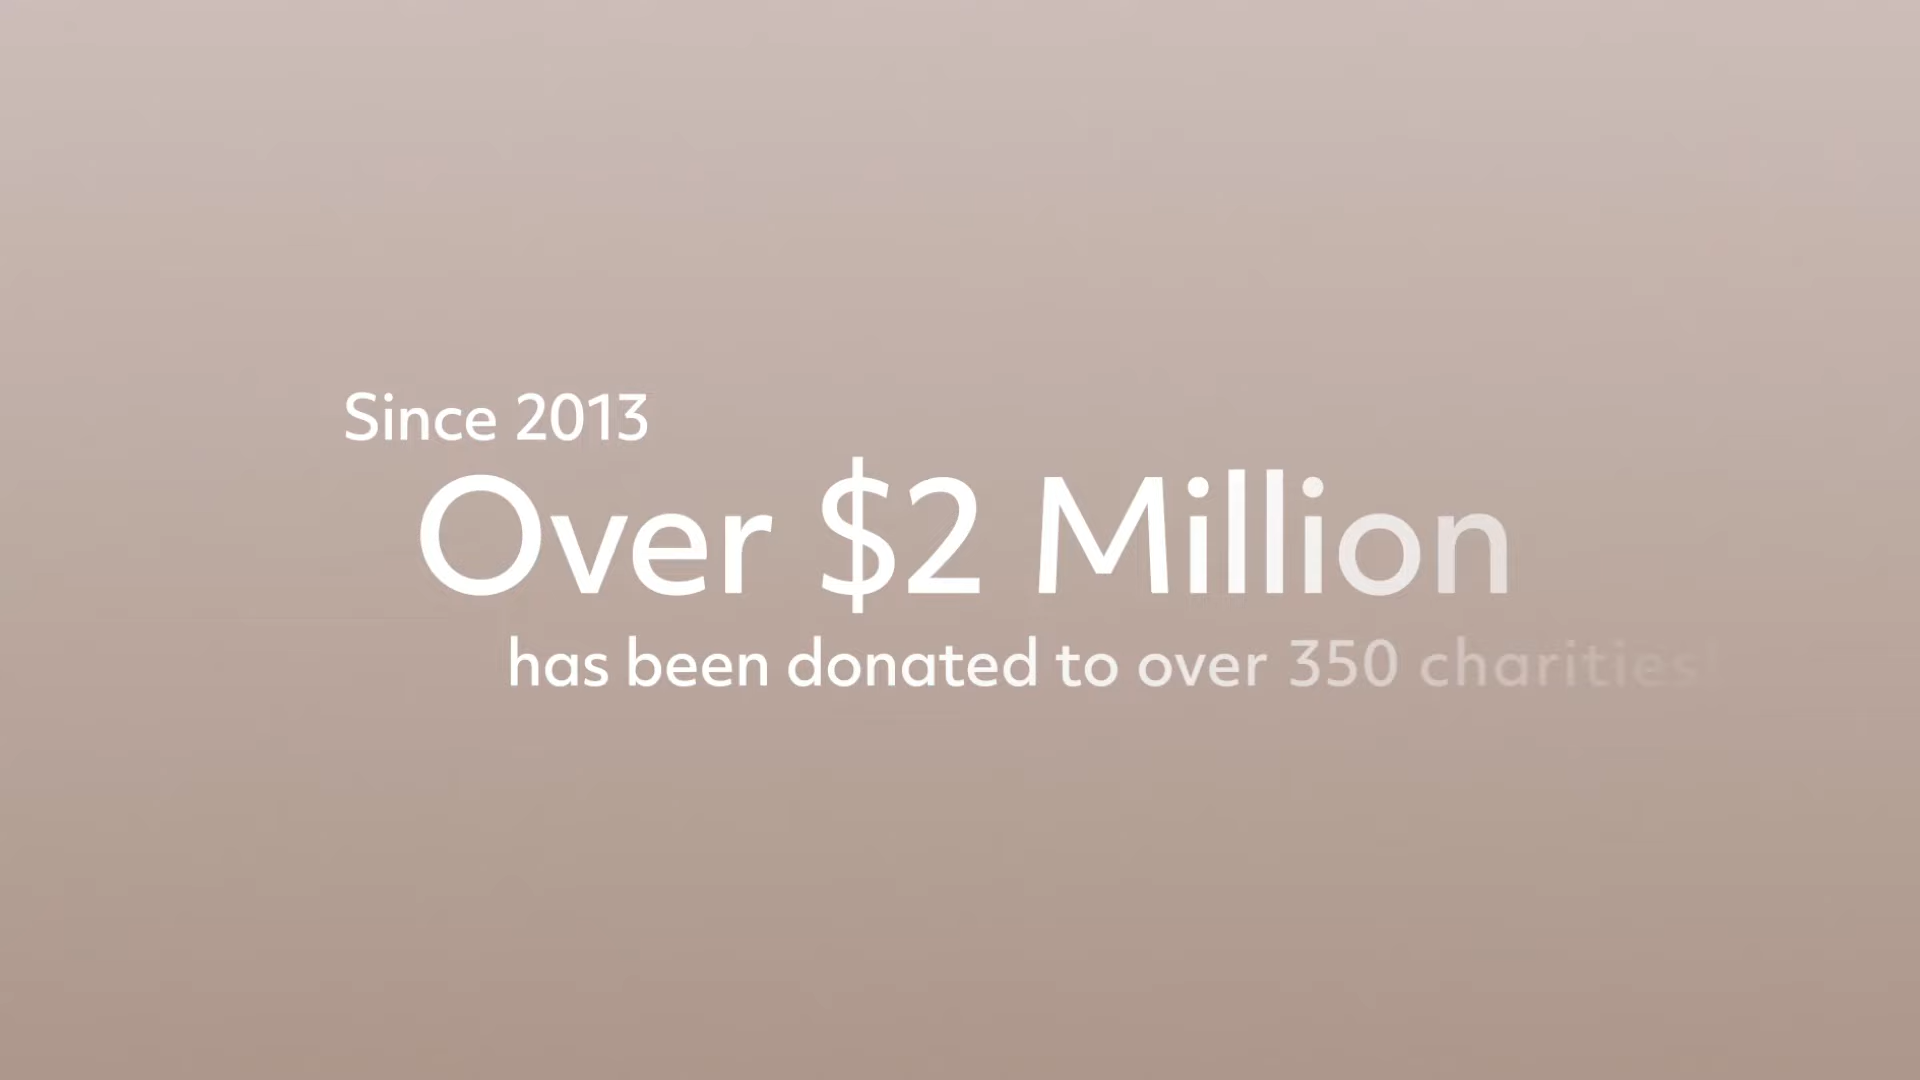 Since 2013
Over $2 Million
has been donated to over 350 charities!